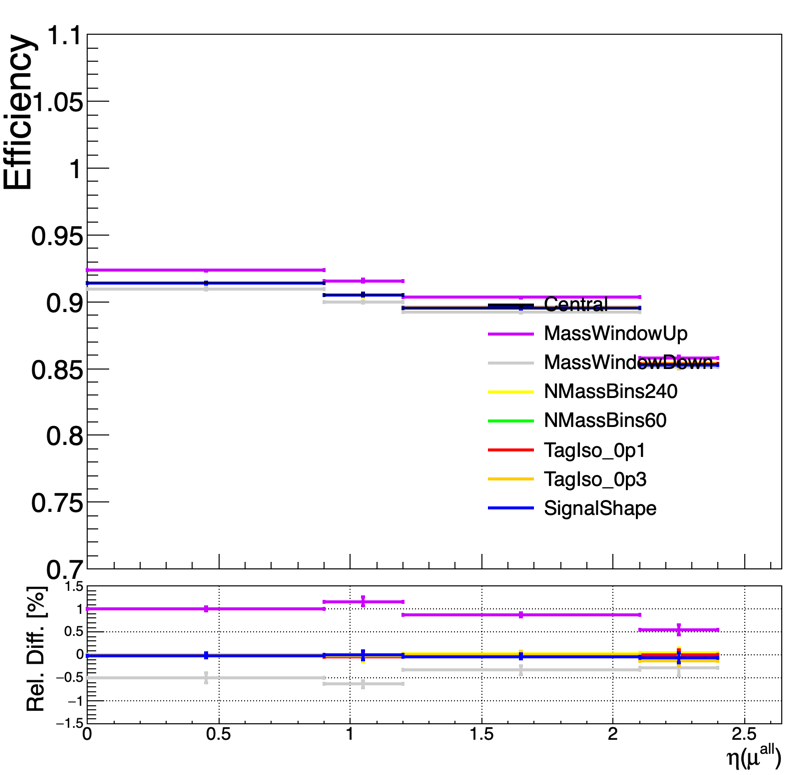 Efficiency
1.1
1.05
1
0.95
0.9
0.85
0.8
0.75
0.7
Central
MassWindowUp
MassWindowDown
NMassBins240
NMassBins60
TagIso_0p1
TagIso_0p3
SignalShape
Rel. Diff. [%]
1.5
1
0.5
0
−0.5
−1
−1.5
0 0.5 1 1.5 2 2.5
η(μall)